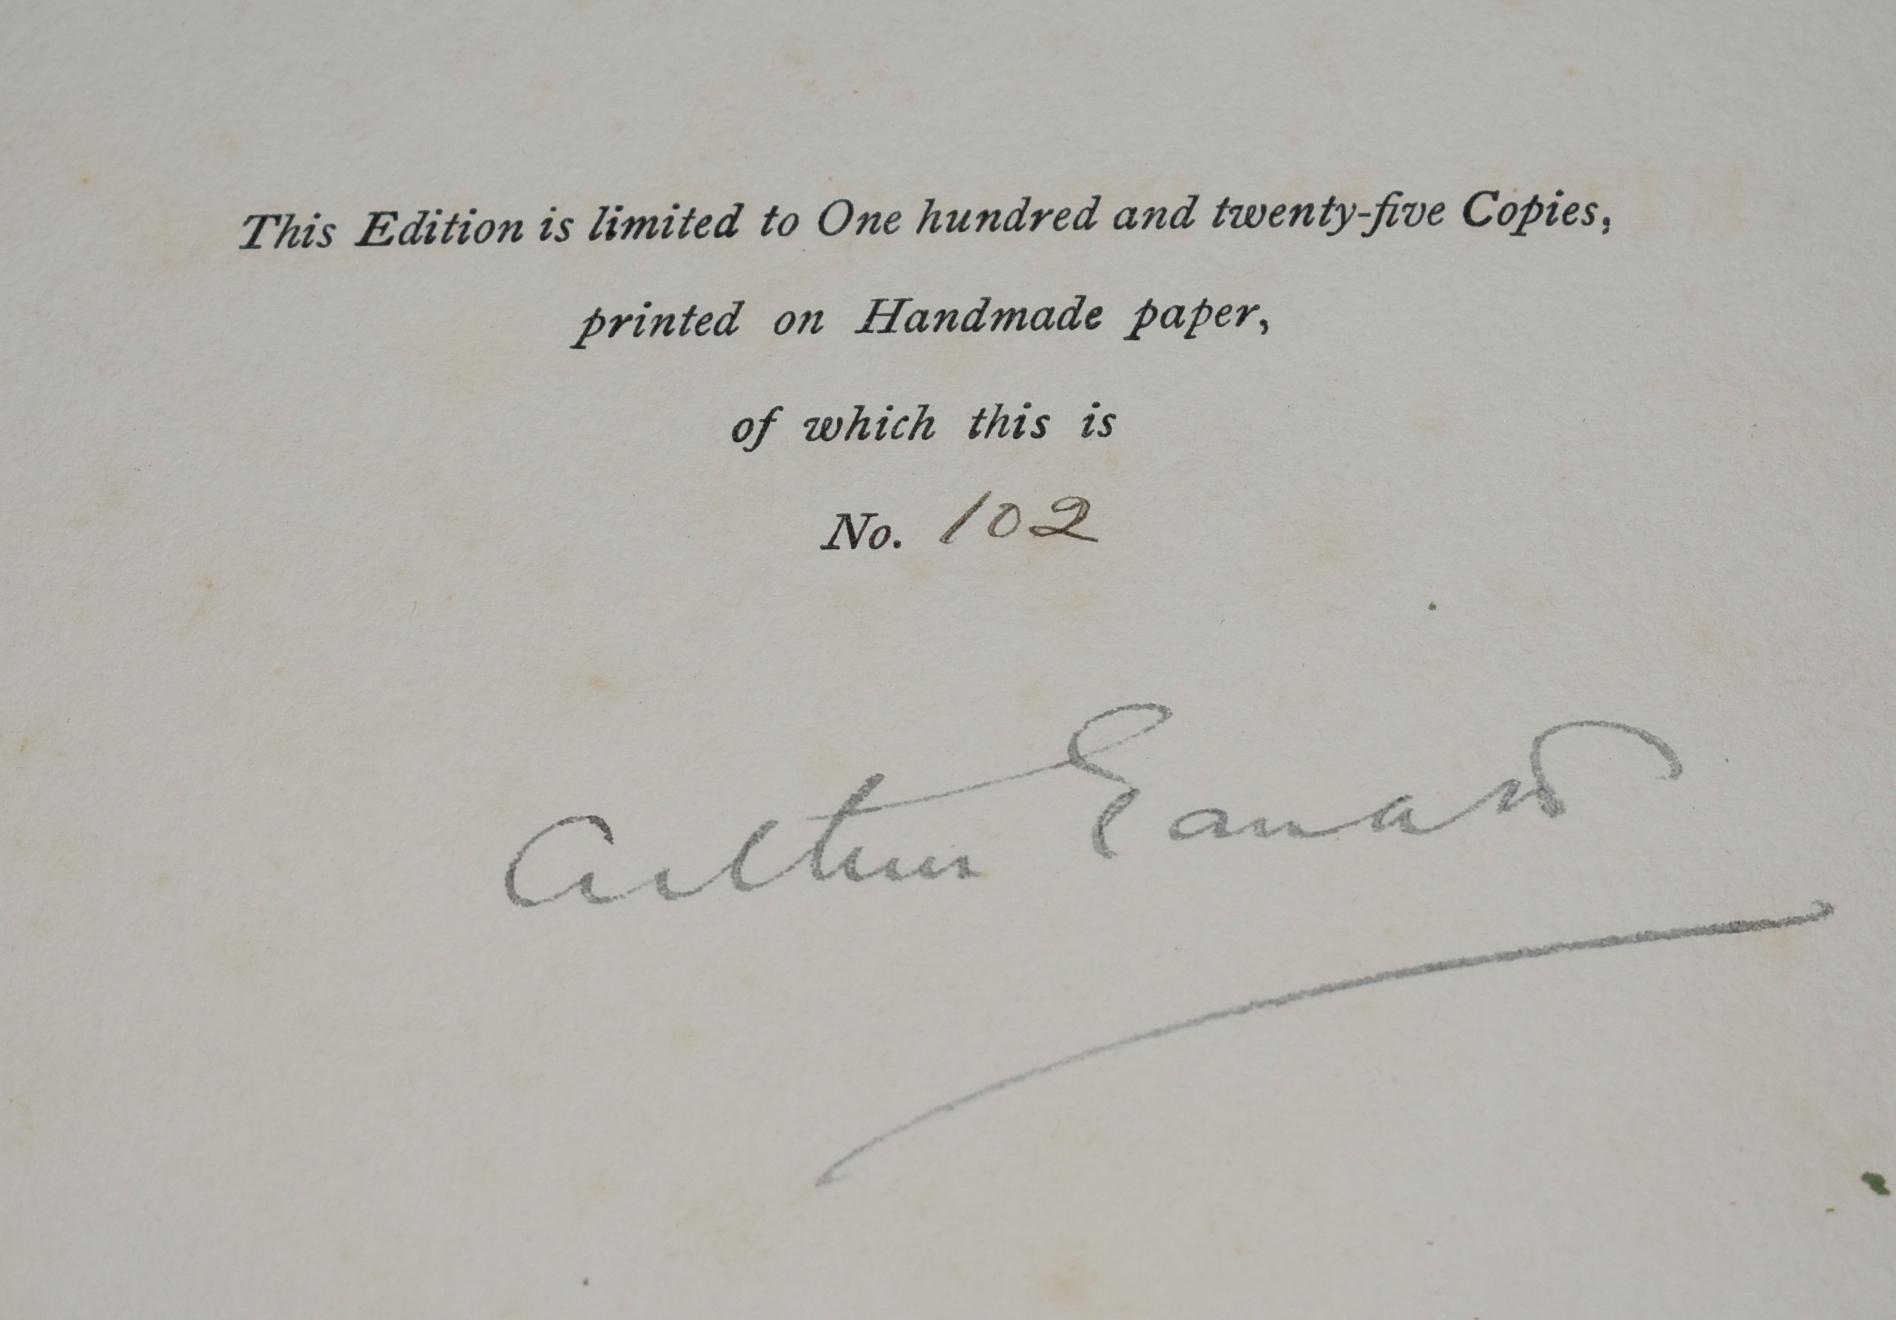 This Edition is limited to One hundred and twenty-five Copies,
printed on Handmade paper,
of which this is
No. 102
Arthur